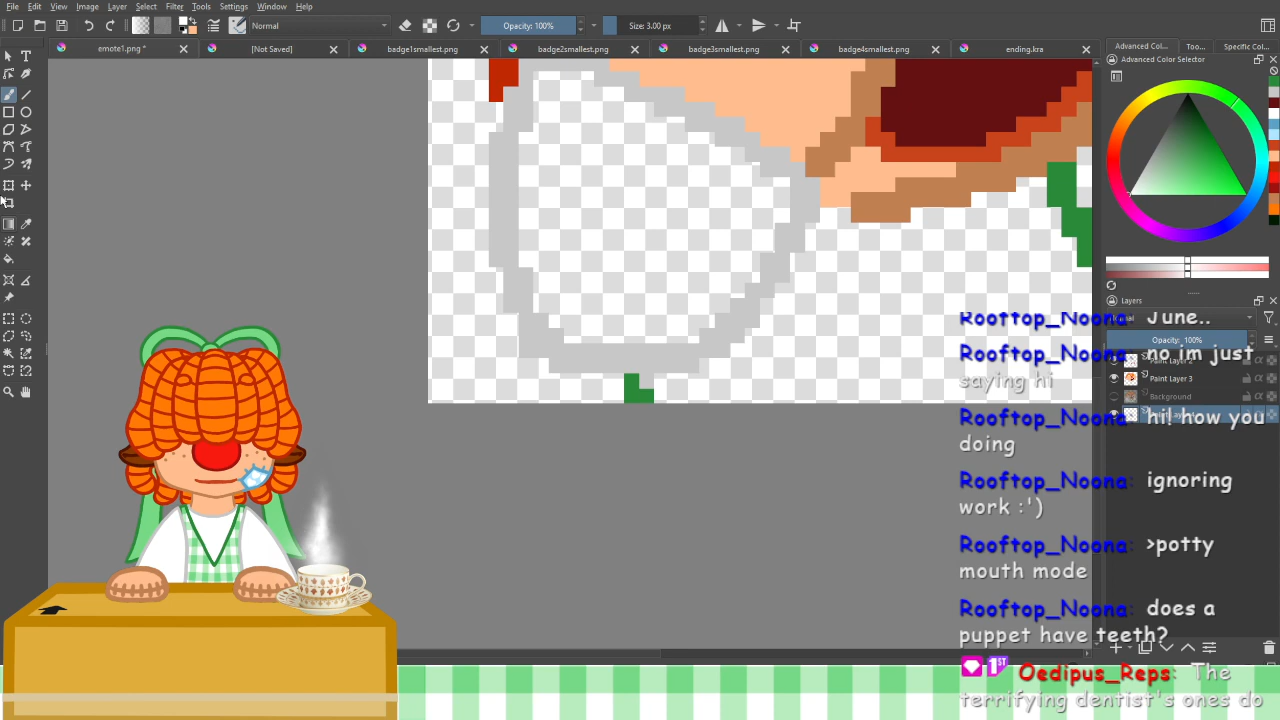 File Edit View Image Layer Select Filter Tools Settings Window Help
Normal Opacity: 100% Size: 3.00 px
emote1.png * [Not Saved] badge1smallest.png badge2smallest.png badge3smallest.png badge4smallest.png ending.kra
Advanced Col... Too... Specific Col...
Advanced Color Selector
Layers
Opacity: 100%
Paint Layer 3
Background
Rooftop_Noona: June..
Rooftop_Noona: no im just
saying hi
Rooftop_Noona: hi! how you
doing
Rooftop_Noona: ignoring
work :')
Rooftop_Noona: >potty
mouth mode
Rooftop_Noona: does a
puppet have teeth?
1ST Oedipus_Reps: The
terrifying dentist's ones do